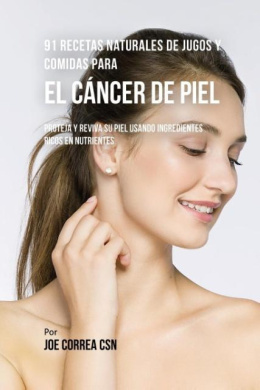 91 RECETAS NATURALES DE JUGOS Y
COMIDAS PARA
EL CÁNCER DE PIEL
PROTEJA Y REVIVA SU PIEL USANDO INGREDIENTES
RICOS EN NUTRIENTES
Por
JOE CORREA CSN